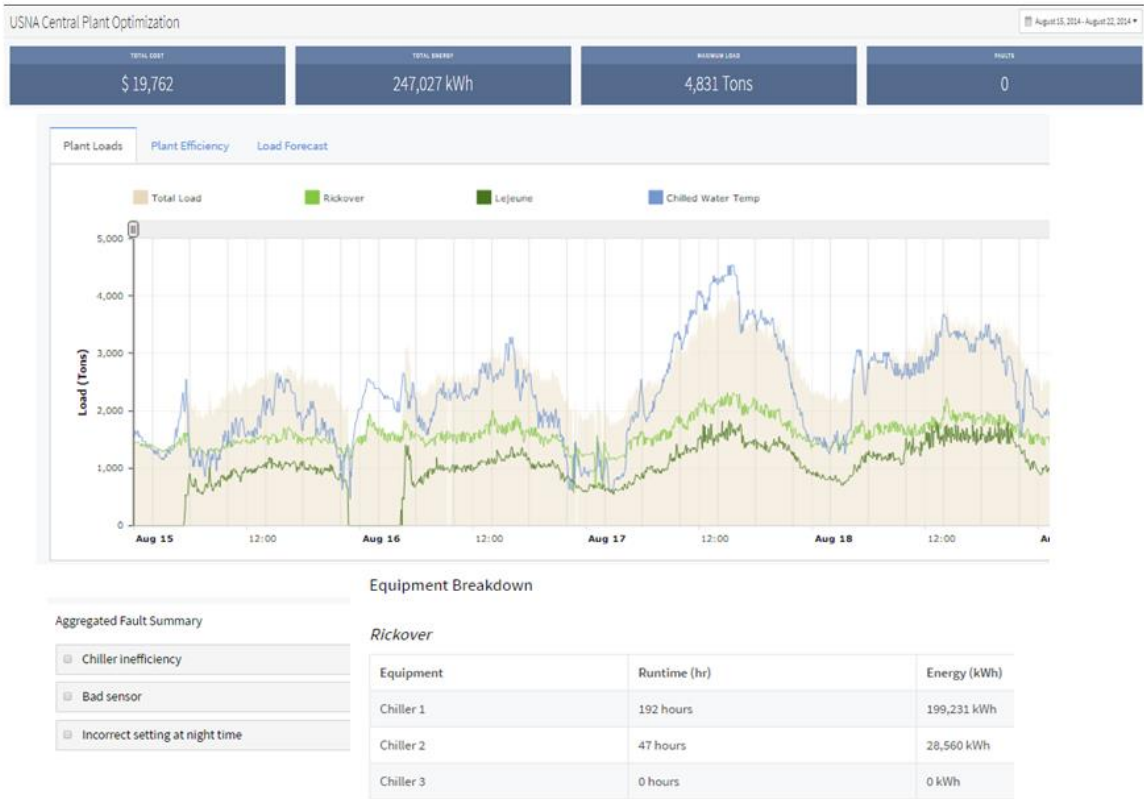 USNA Central Plant Optimization
August 15, 2014 - August 22, 2014
TOTAL COST
$ 19,762
TOTAL ENERGY
247,027 kWh
MAXIMUM LOAD
4,831 Tons
FAULTS
0
Plant Loads Plant Efficiency Load Forecast
Total Load Rickover Lejeune Chilled Water Temp
5,000
4,000
3,000
2,000
1,000
0
Load (Tons)
Aug 15 12:00 Aug 16 12:00 Aug 17 12:00 Aug 18 12:00 A
Equipment Breakdown
Aggregated Fault Summary
Chiller inefficiency
Bad sensor
Incorrect setting at night time
Rickover
Equipment Runtime (hr) Energy (kWh)
Chiller 1 192 hours 199,231 kWh
Chiller 2 47 hours 28,560 kWh
Chiller 3 0 hours 0 kWh